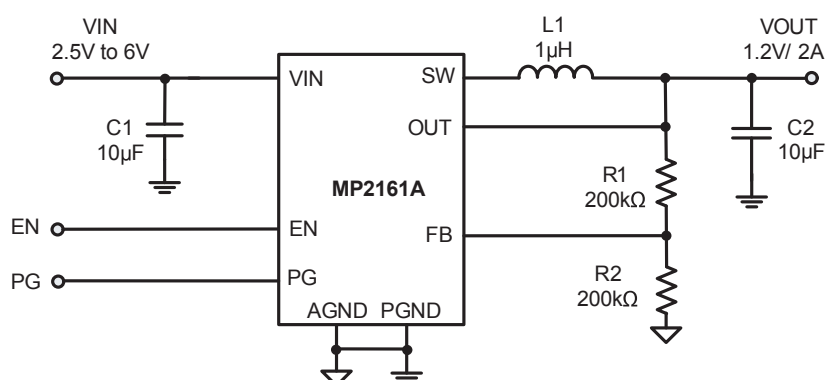 VIN
2.5V to 6V
L1
1µH
VOUT
1.2V/ 2A
VIN
SW
C1
10µF
OUT
C2
10µF
MP2161A
R1
200kΩ
EN
EN
FB
PG
PG
R2
200kΩ
AGND PGND